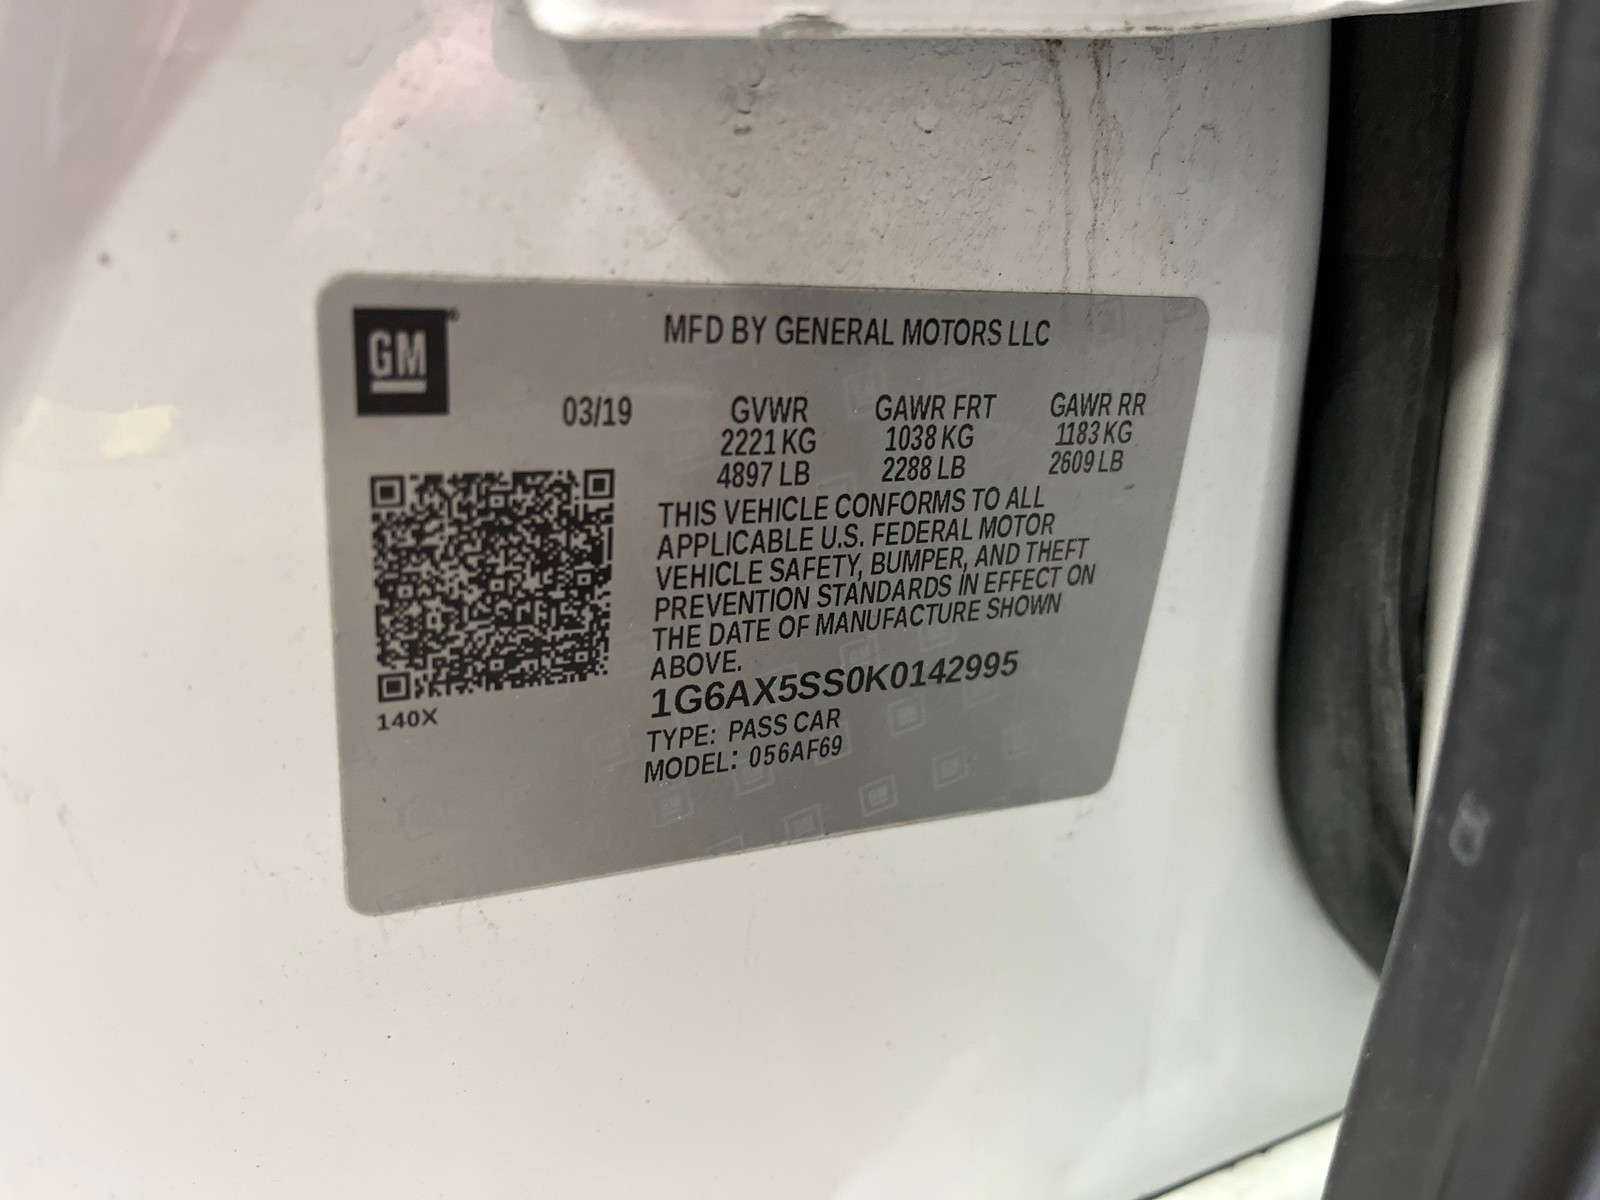 GM
MFD BY GENERAL MOTORS LLC
03/19
GVWR GAWR FRT GAWR RR
2221 KG 1038 KG 1183 KG
4897 LB 2288 LB 2609 LB
THIS VEHICLE CONFORMS TO ALL
APPLICABLE U.S. FEDERAL MOTOR
VEHICLE SAFETY, BUMPER, AND THEFT
PREVENTION STANDARDS IN EFFECT ON
THE DATE OF MANUFACTURE SHOWN
ABOVE.
1G6AX5SS0K0142995
TYPE: PASS CAR
MODEL: 056AF69
140X